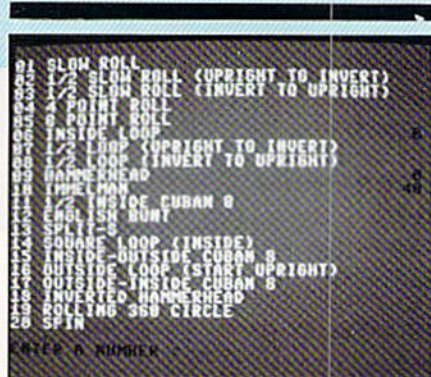 01 SLOW ROLL
02 1/2 SLOW ROLL (UPRIGHT TO INVERT)
03 1/2 SLOW ROLL (INVERT TO UPRIGHT)
04 4 POINT ROLL
05 8 POINT ROLL
06 INSIDE LOOP
07 1/2 LOOP (UPRIGHT TO INVERT)
08 1/2 LOOP (INVERT TO UPRIGHT)
09 HAMMERHEAD
10 IMMELMAN
11 1/2 INSIDE CUBAN 8
12 ENGLISH BUNT
13 SPLIT-S
14 SQUARE LOOP (INSIDE)
15 INSIDE-OUTSIDE CUBAN 8
16 OUTSIDE LOOP (START UPRIGHT)
17 OUTSIDE-INSIDE CUBAN 8
18 INVERTED HAMMERHEAD
19 ROLLING 360 CIRCLE
20 SPIN
ENTER A NUMBER